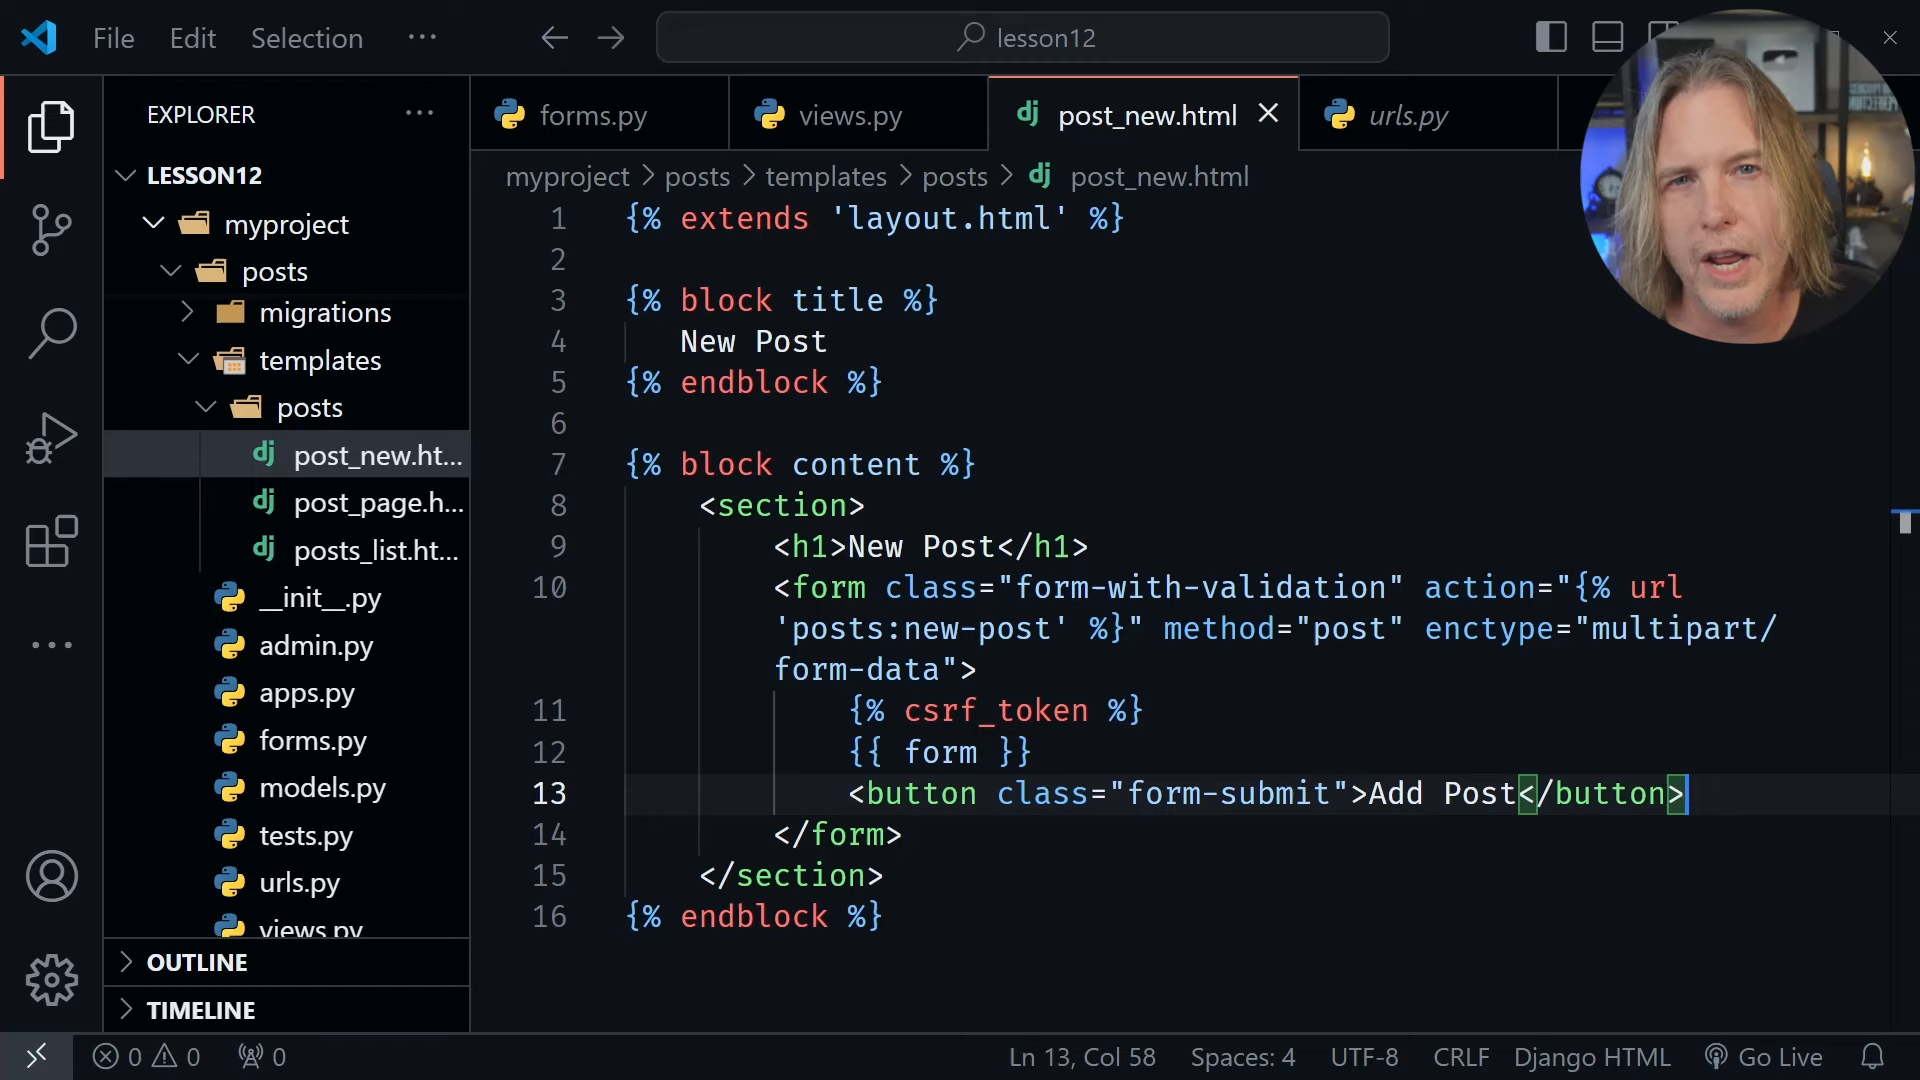 File Edit Selection ··· lesson12
EXPLORER ···
forms.py
views.py
post_new.html
urls.py
LESSON12
myproject
posts
migrations
templates
posts
post_new.ht...
post_page.h...
posts_list.ht...
__init__.py
admin.py
apps.py
forms.py
models.py
tests.py
urls.py
views.py
OUTLINE
TIMELINE
myproject > posts > templates > posts > post_new.html
1 {% extends 'layout.html' %}
2
3 {% block title %}
4 New Post
5 {% endblock %}
6
7 {% block content %}
8 <section>
9 <h1>New Post</h1>
10 <form class="form-with-validation" action="{% url
'posts:new-post' %}" method="post" enctype="multipart/
form-data">
11 {% csrf_token %}
12 {{ form }}
13 <button class="form-submit">Add Post</button>
14 </form>
15 </section>
16 {% endblock %}
0 0 0 Ln 13, Col 58 Spaces: 4 UTF-8 CRLF Django HTML Go Live